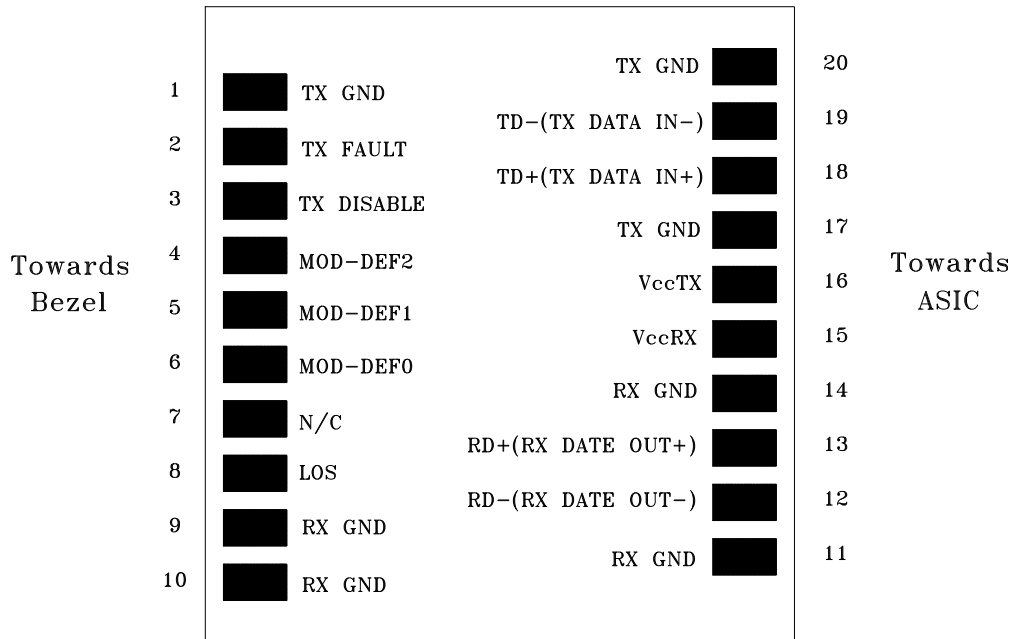 1 TX GND
2 TX FAULT
3 TX DISABLE
4 MOD-DEF2
5 MOD-DEF1
6 MOD-DEF0
7 N/C
8 LOS
9 RX GND
10 RX GND
Towards
Bezel
TX GND 20
TD-(TX DATA IN-) 19
TD+(TX DATA IN+) 18
TX GND 17
VccTX 16
VccRX 15
RX GND 14
RD+(RX DATE OUT+) 13
RD-(RX DATE OUT-) 12
RX GND 11
Towards
ASIC